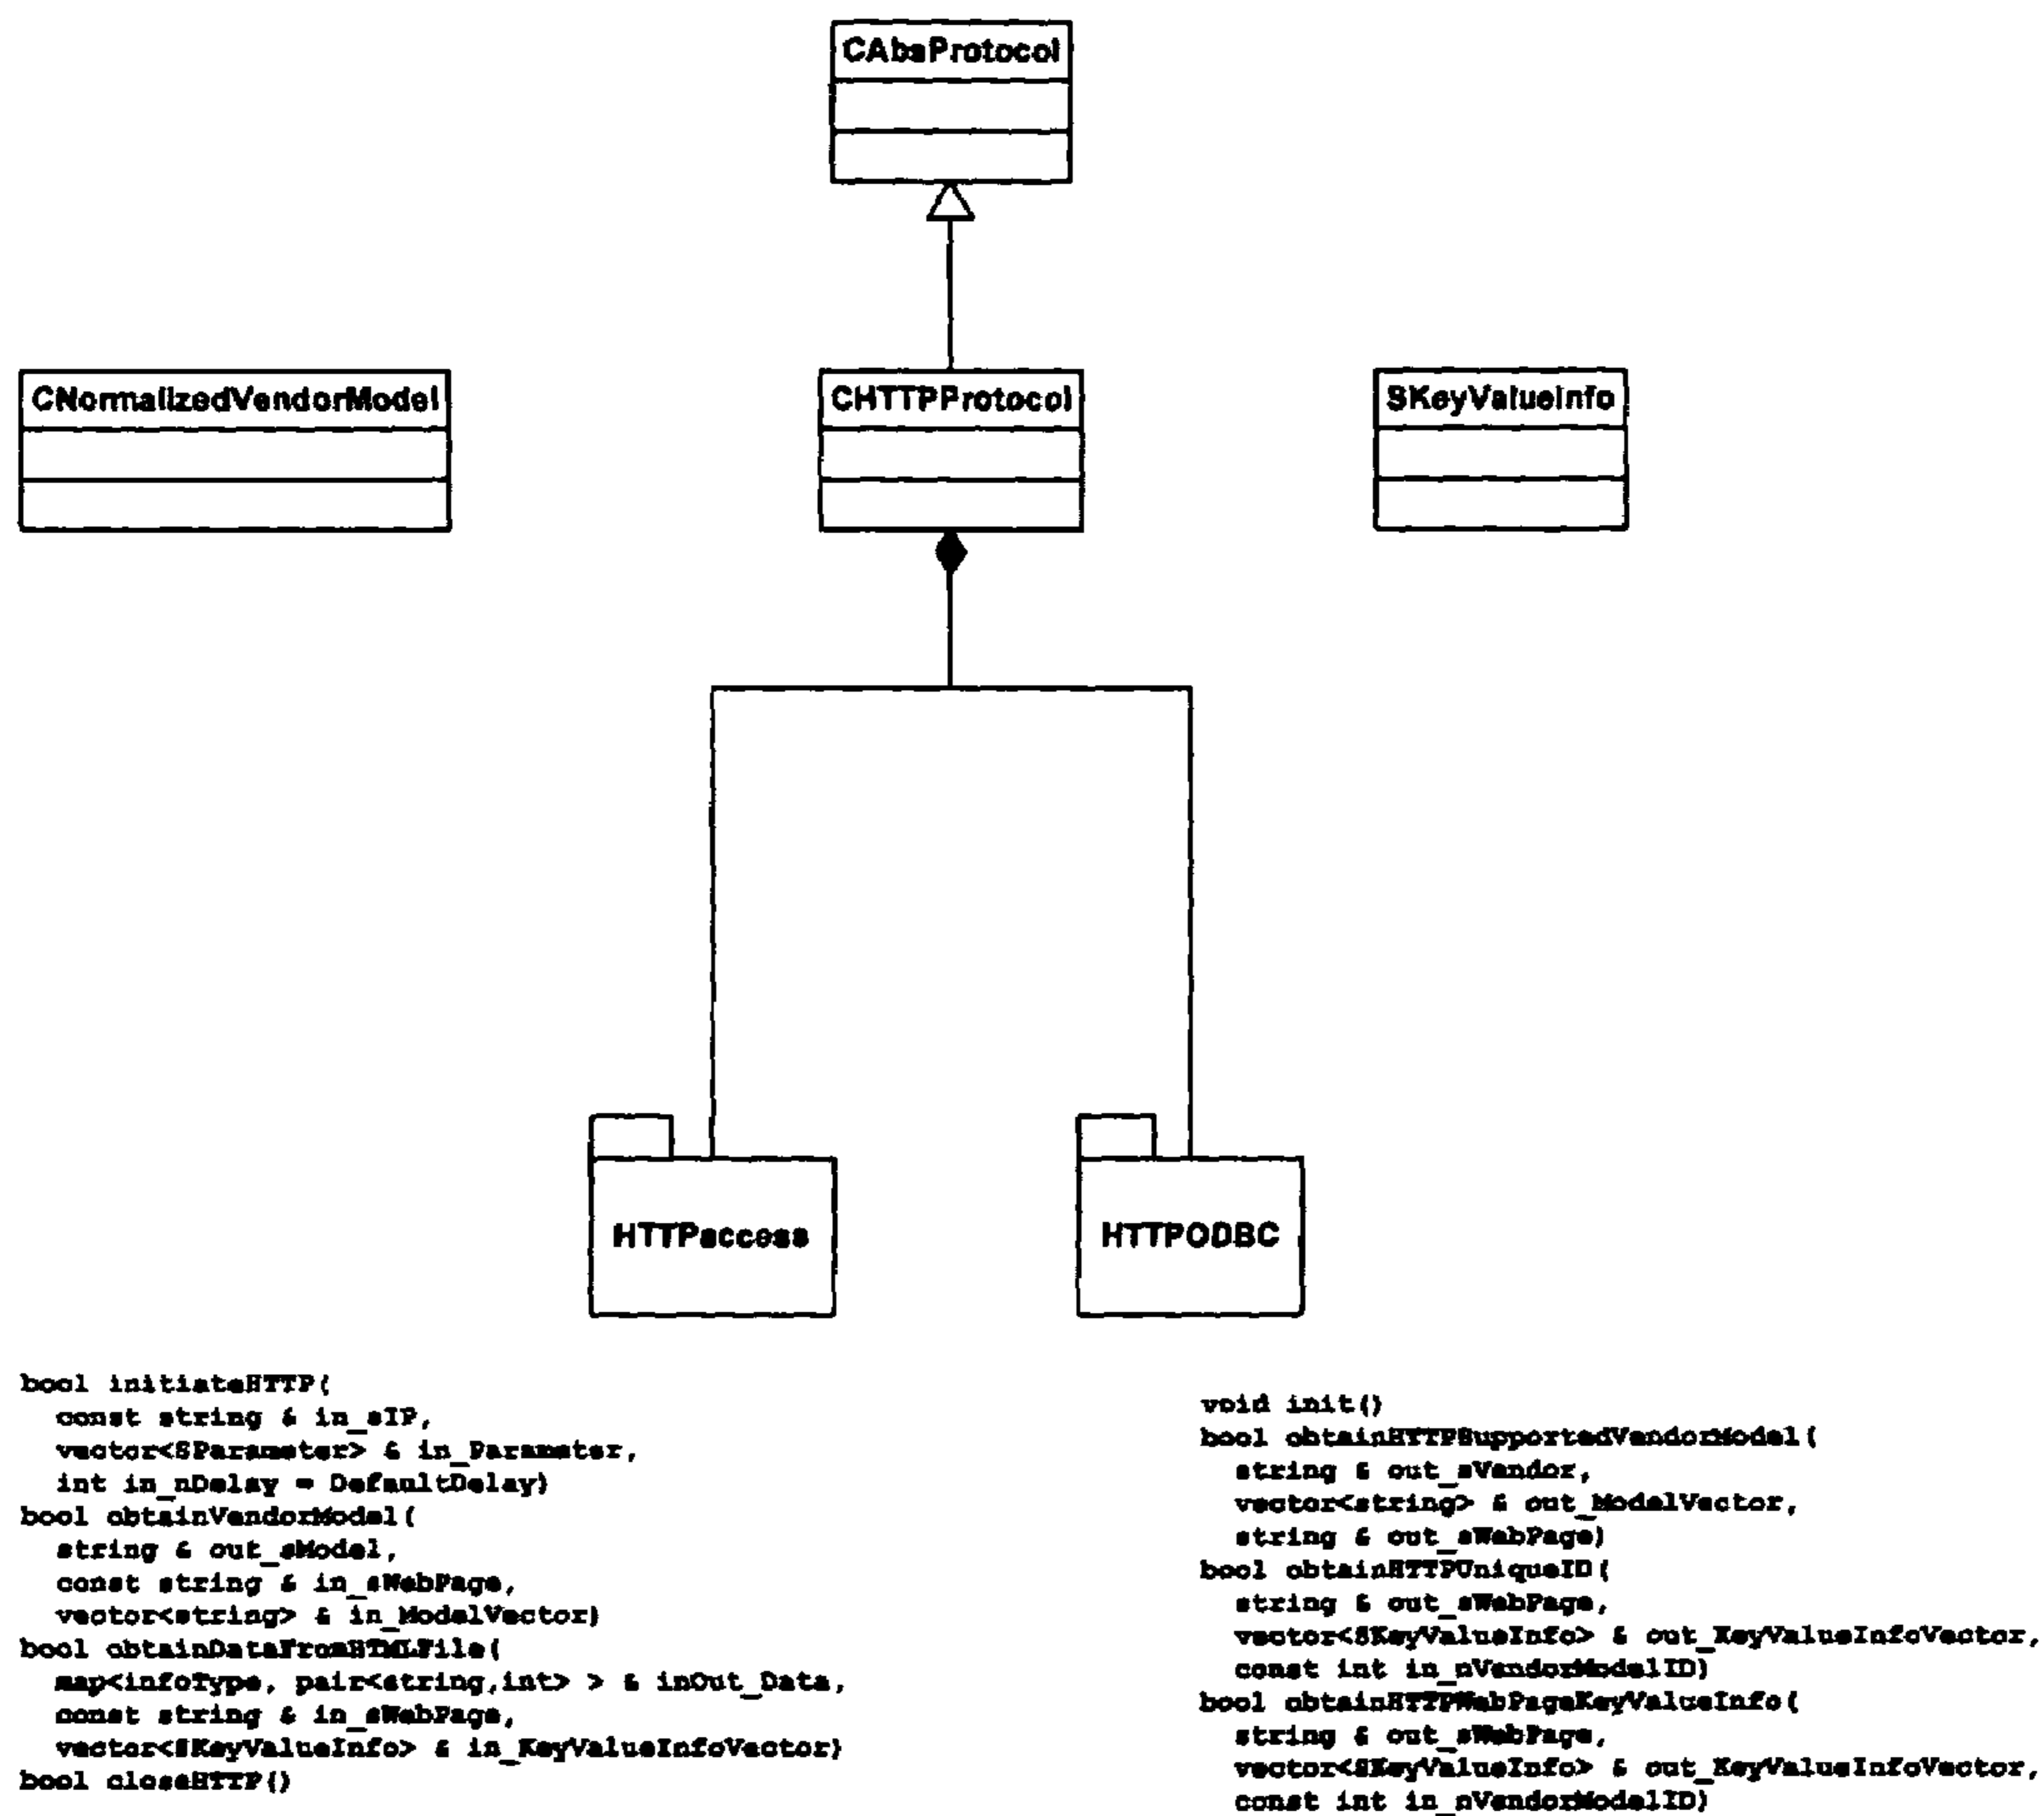 CAbsProtocol
CNormalizedVendorModel
CHTTPProtocol
SKeyValueInfo
HTTPaccess
HTTPODBC
bool initiateHTTP(
const string & in_sIP,
vector<SParameter> & in_Parameter,
int in_nDelay = DefaultDelay)
bool obtainVendorModel(
string & out_sModel,
const string & in_sWebPage,
vector<string> & in_ModelVector)
bool obtainDataFromHTMLFile(
map<infoType, pair<string,int> > & inOut_Data,
const string & in_sWebPage,
vector<SKeyValueInfo> & in_KeyValueInfoVector)
bool closeHTTP()
void init()
bool obtainHTTPSupportedVendorModel(
string & out_sVendor,
vector<string> & out_ModelVector,
string & out_sWebPage)
bool obtainHTTPUniqueID(
string & out_sWebPage,
vector<SKeyValueInfo> & out_KeyValueInfoVector,
const int in_nVendorModelID)
bool obtainHTTPWebPageKeyValueInfo(
string & out_sWebPage,
vector<SKeyValueInfo> & out_KeyValueInfoVector,
const int in_nVendorModelID)